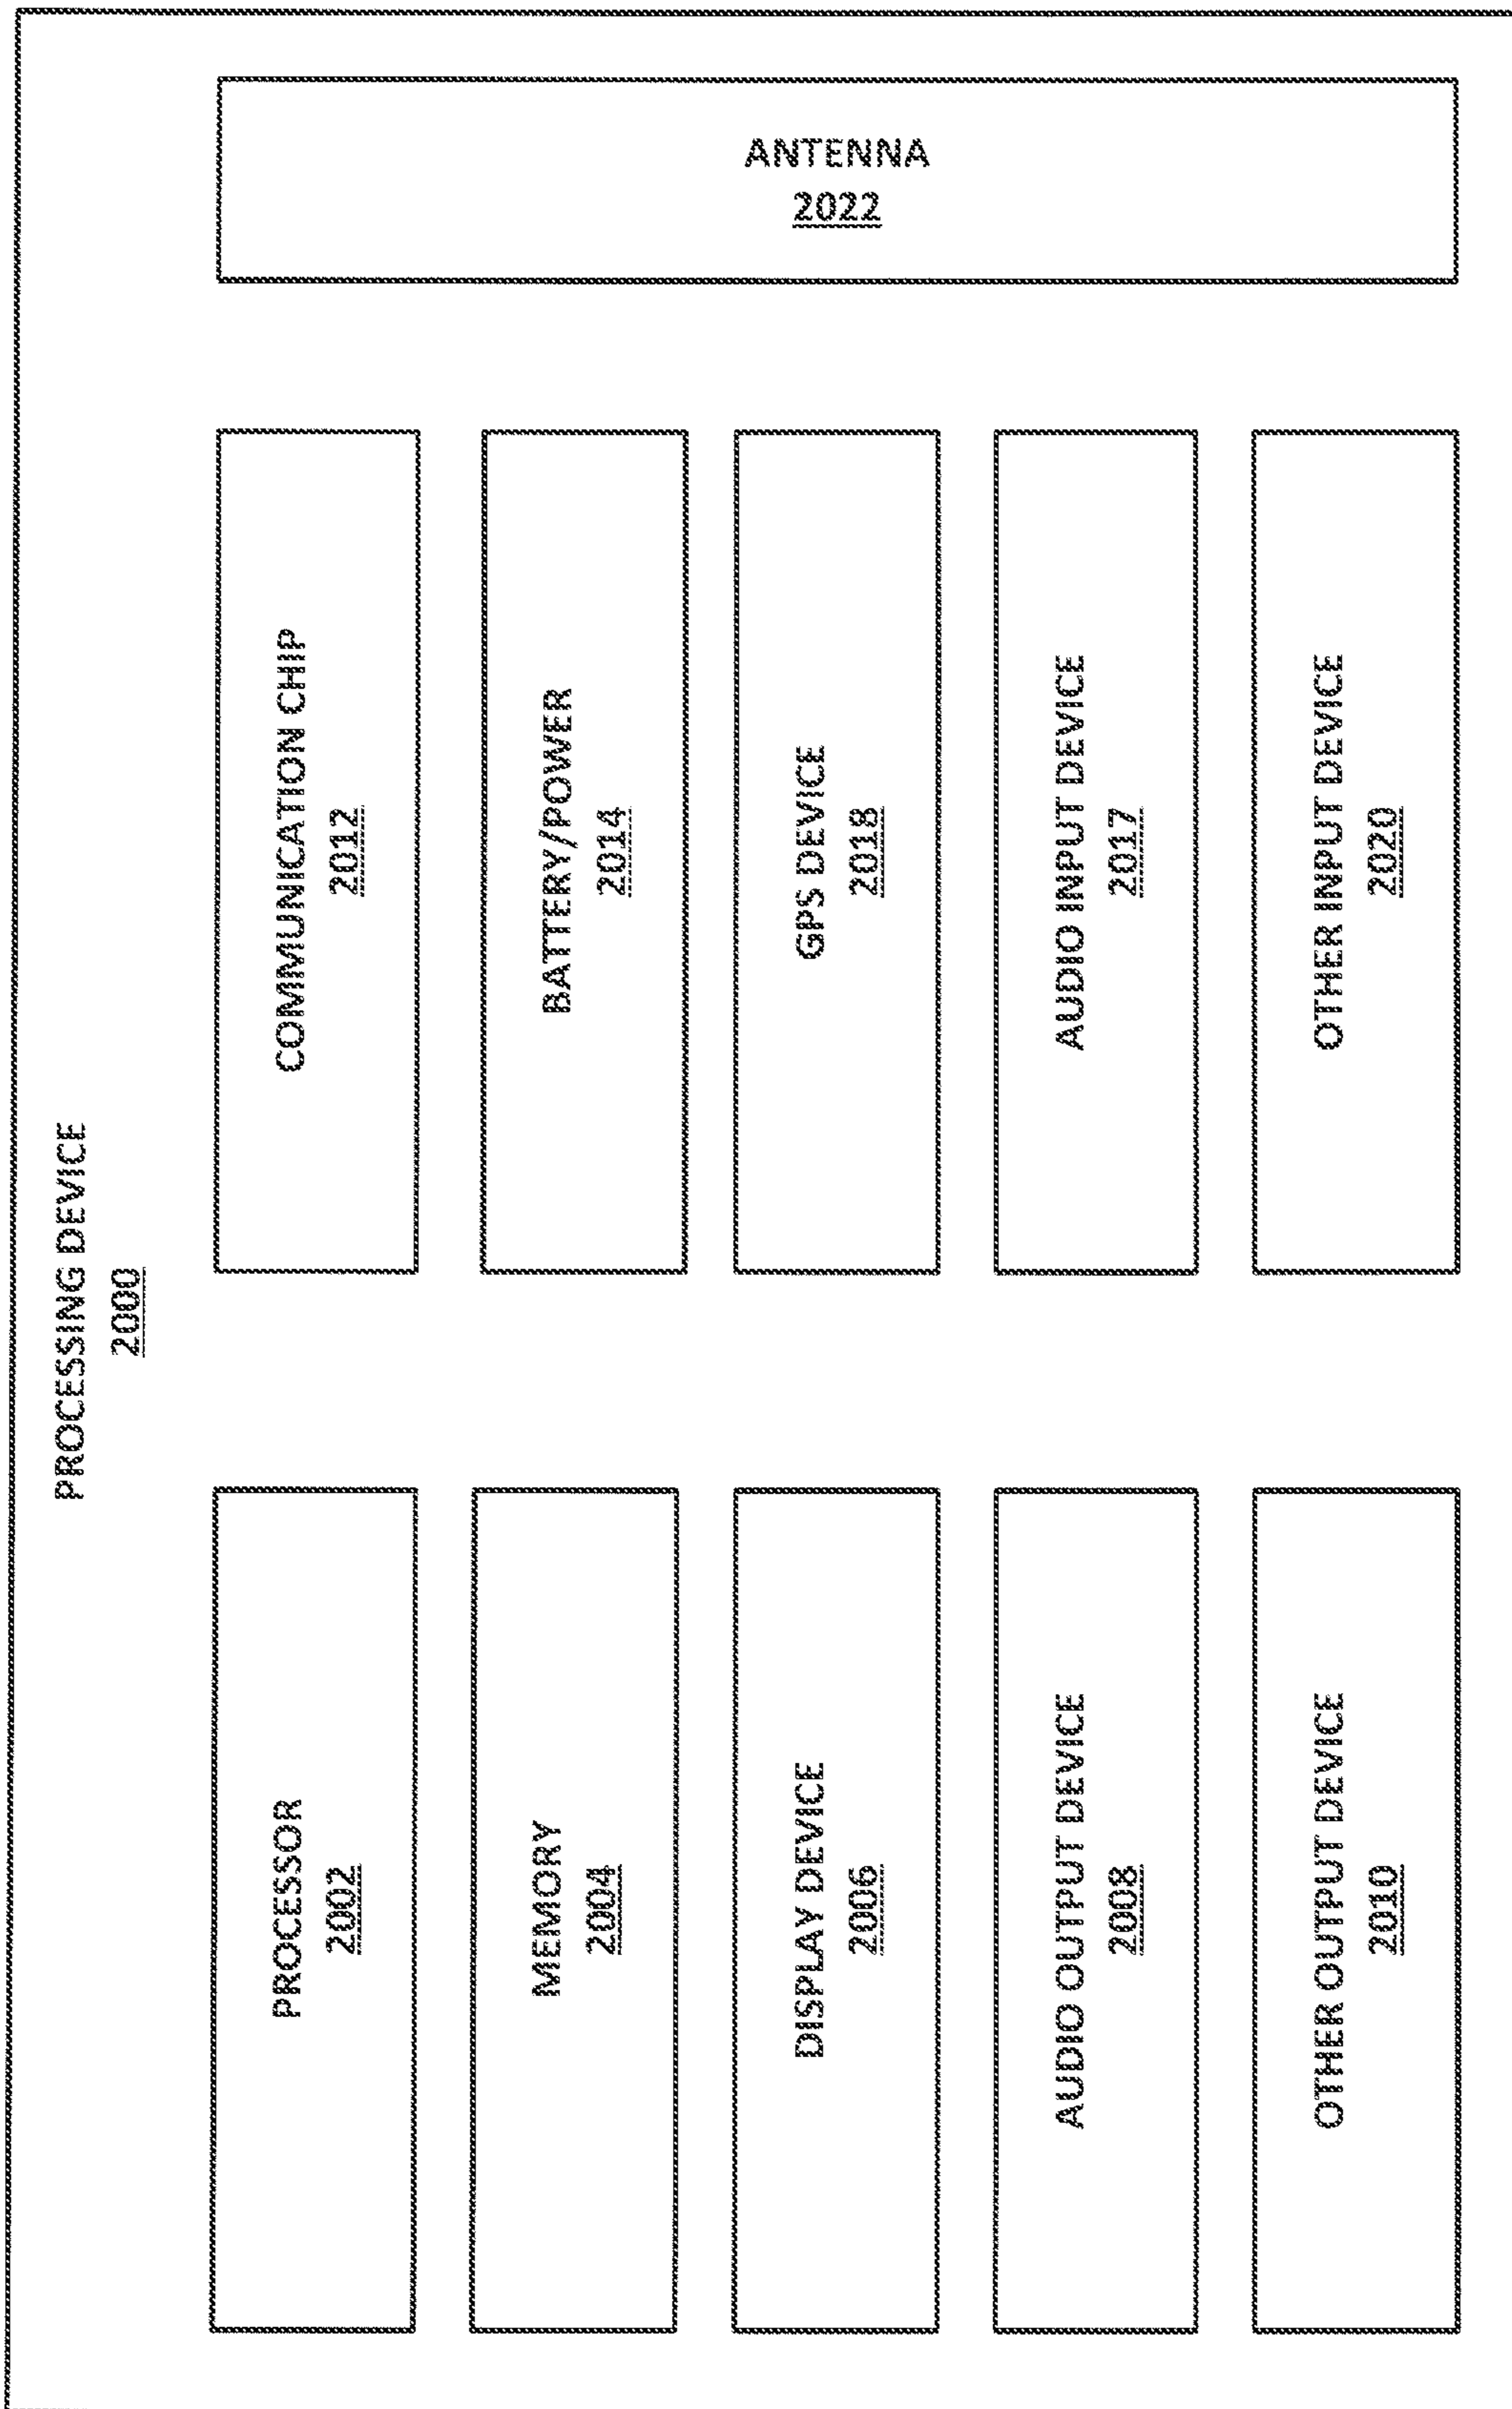 PROCESSING DEVICE
2000
PROCESSOR
2002
MEMORY
2004
DISPLAY DEVICE
2006
AUDIO OUTPUT DEVICE
2008
OTHER OUTPUT DEVICE
2010
COMMUNICATION CHIP
2012
BATTERY/POWER
2014
GPS DEVICE
2018
AUDIO INPUT DEVICE
2017
OTHER INPUT DEVICE
2020
ANTENNA
2022